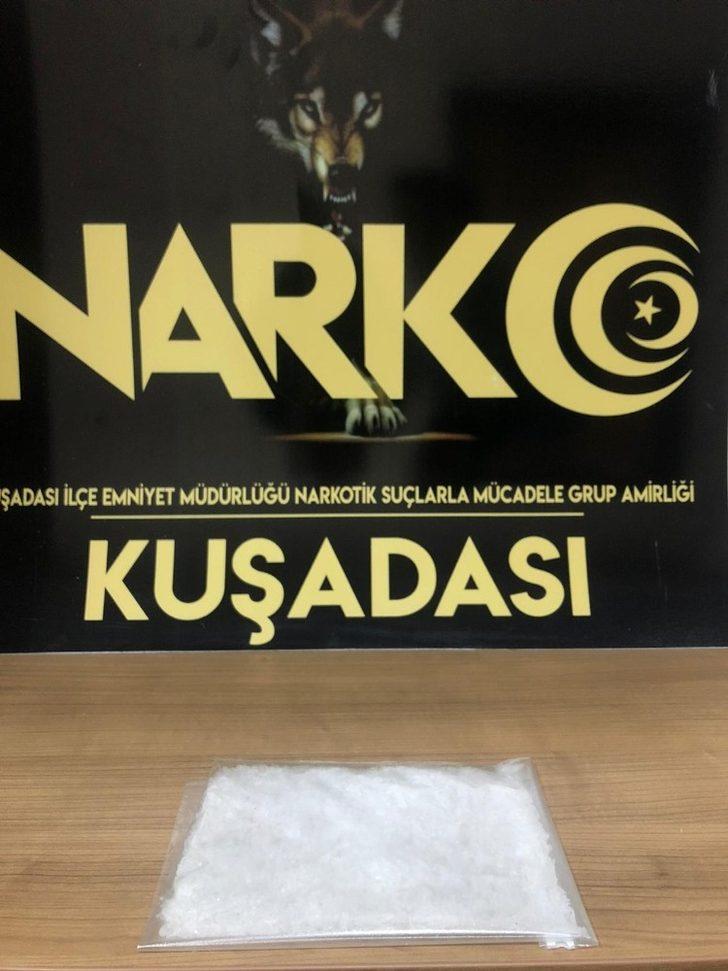 NARKO
ŞADASI İLÇE EMNİYET MÜDÜRLÜĞÜ NARKOTİK SUÇLARLA MÜCADELE GRUP AMİRLİĞİ
KUŞADASI